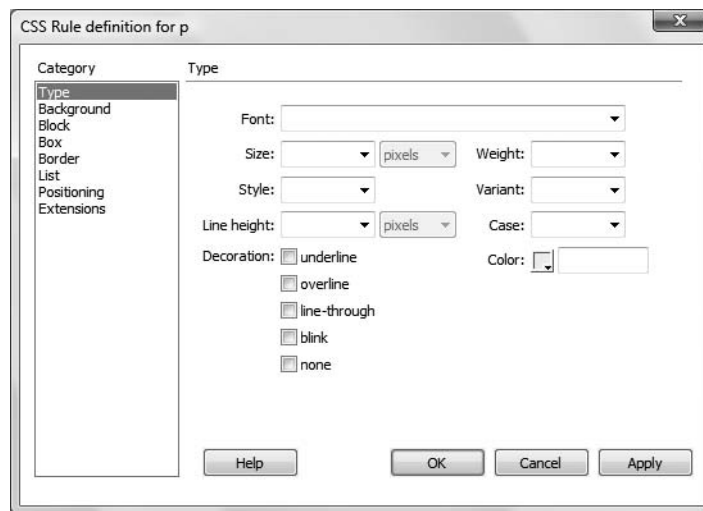 CSS Rule definition for p
Category
Type
Background
Block
Box
Border
List
Positioning
Extensions
Type
Font:
Size: pixels Weight:
Style: Variant:
Line height: pixels Case:
Decoration: underline Color:
overline
line-through
blink
none
Help OK Cancel Apply